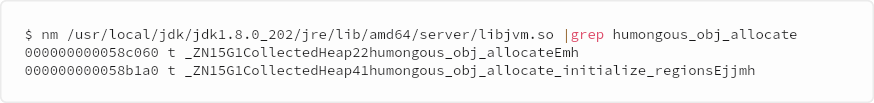 $ nm /usr/local/jdk/jdk1.8.0_202/jre/lib/amd64/server/libjvm.so |grep humongous_obj_allocate
000000000058c060 t _ZN15G1CollectedHeap22humongous_obj_allocateEmh
000000000058b1a0 t _ZN15G1CollectedHeap41humongous_obj_allocate_initialize_regionsEjjmh